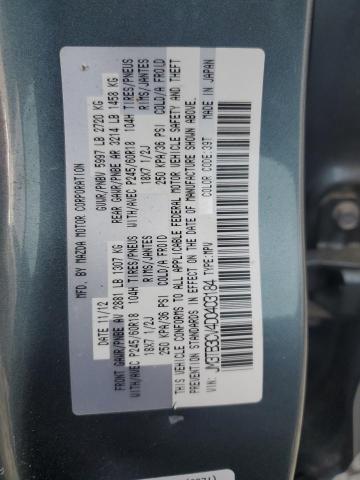 MFD. BY MAZDA MOTOR CORPORATION
DATE: 11/12 GVWR/PNBV 5997 LB 2720 KG
FRONT GAWR/PNBE AV 2881 LB 1307 KG REAR GAWR/PNBE AR 3214 LB 1458 KG
WITH/AVEC P245/60R18 104H TIRES/PNEUS WITH/AVEC P245/60R18 104H TIRES/PNEUS
18X7 1/2J RIMS/JANTES 18X7 1/2J RIMS/JANTES
250 KPA/36 PSI COLD/A FROID 250 KPA/36 PSI COLD/A FROID
THIS VEHICLE CONFORMS TO ALL APPLICABLE FEDERAL MOTOR VEHICLE SAFETY AND THEFT
PREVENTION STANDARDS IN EFFECT ON THE DATE OF MANUFACTURE SHOWN ABOVE.
VIN: JM3TB3CV4D0403184 TYPE:MPV COLOR CODE:39T MADE IN JAPAN